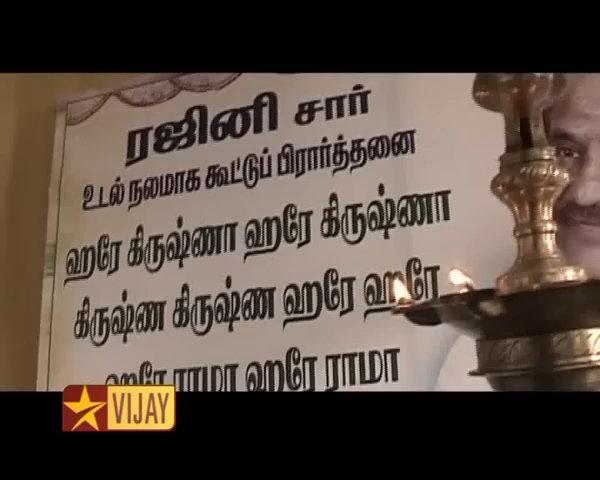 ரஜினி சார்
உடல் நலமாக கூட்டுப் பிரார்த்தனை
ஹரே கிருஷ்ணா ஹரே கிருஷ்ணா
கிருஷ்ண கிருஷ்ண ஹரே ஹரே
ஹரே ராமா ஹரே ராமா
VIJAY